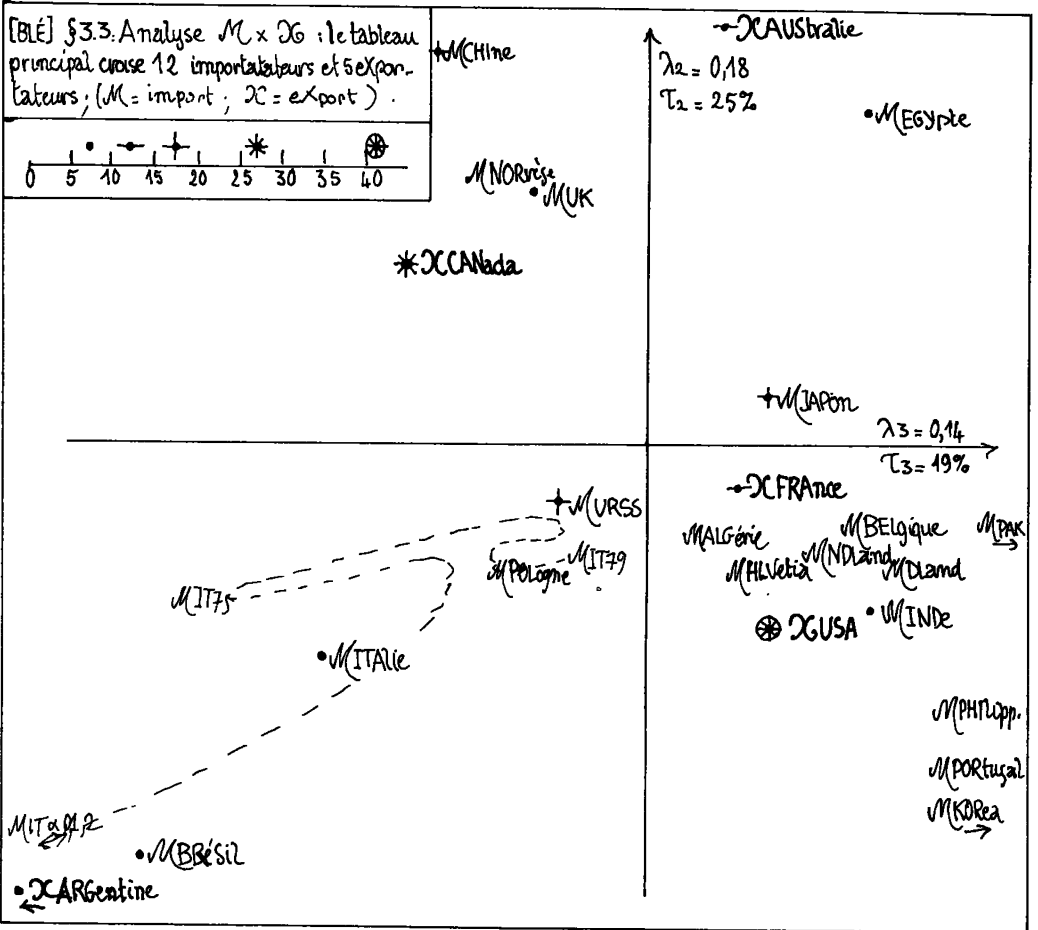 [BLÉ] §3.3. Analyse M x X : le tableau
principal croise 12 importatateurs et 5 expor-
tateurs ; (M = import ; X = export) .
0 5 10 15 20 25 30 35 40
XAUStralie
MCHIne
λ2 = 0,18
τ2 = 25%
MEGYpte
MNORvège
MUK
XCANada
MJAPon
λ3 = 0,14
τ3 = 19%
XFRAnce
MURSS
MALGérie
MBELgique
MPAK
MNDLand
MIT79
MPOLogne
MHLVetia
MDLand
MIT75
XUSA
MINDe
MITAlie
MPHILipp.
MPORtugal
MKORea
MBRéSil
XARGentine